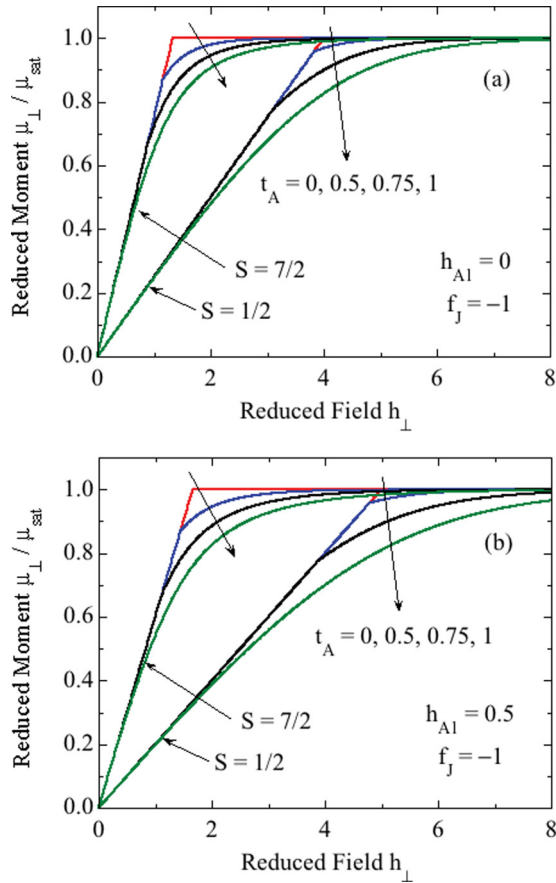 1.0
0.8
0.6
0.4
0.2
0.0
Reduced Moment μ⊥ / μsat
(a)
tA = 0, 0.5, 0.75, 1
S = 7/2
S = 1/2
hA1 = 0
fJ = −1
0 2 4 6 8
Reduced Field h⊥
1.0
0.8
0.6
0.4
0.2
0.0
Reduced Moment μ⊥ / μsat
(b)
tA = 0, 0.5, 0.75, 1
S = 7/2
S = 1/2
hA1 = 0.5
fJ = −1
0 2 4 6 8
Reduced Field h⊥